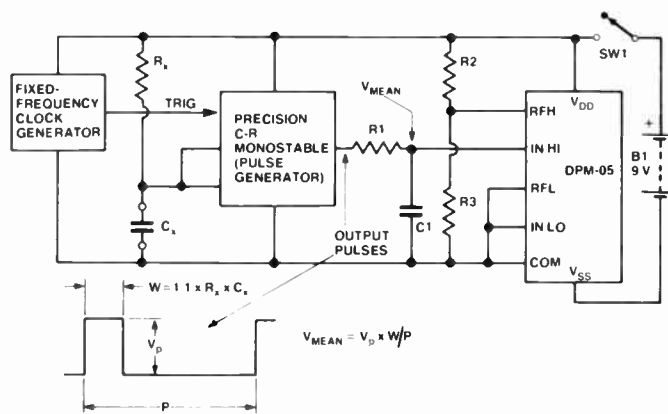 SW1
R2
Rx
FIXED-
FREQUENCY
CLOCK
GENERATOR
TRIG
PRECISION
C-R
MONOSTABLE
(PULSE
GENERATOR)
VMEAN
R1
VDD
RFH
IN HI
DPM-05
+
B1
9 V
RFL
R3
IN LO
C1
Cx
OUTPUT
PULSES
COM
VSS
W = 1.1 x Rx x Cx
Vp
VMEAN = Vp x W/P
P